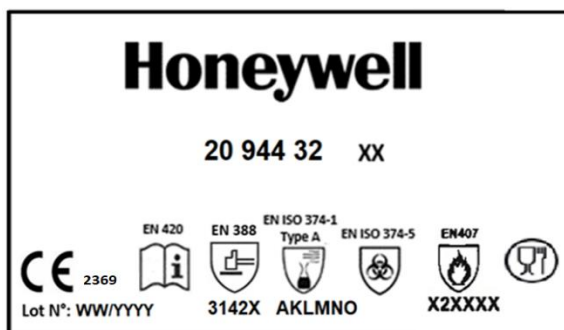 Honeywell
20 944 32 XX
EN 420 EN 388 EN ISO 374-1 Type A EN ISO 374-5 EN407
CE 2369
Lot N°: WW/YYYY 3142X AKLMNO X2XXXX